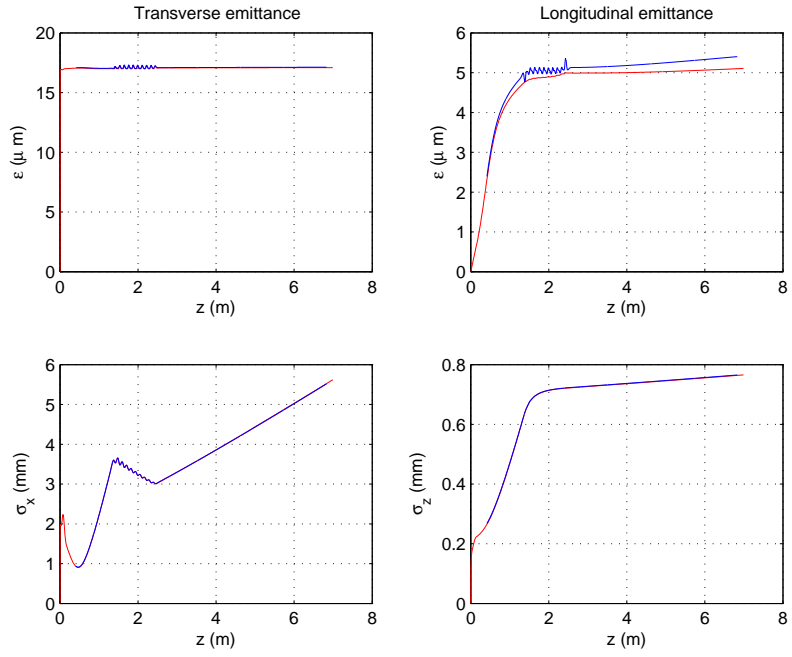 Transverse emittance
20
15
10
5
0
ε (μ m)
0 2 4 6 8
z (m)
Longitudinal emittance
6
5
4
3
2
1
0
ε (μ m)
0 2 4 6 8
z (m)
6
5
4
3
2
1
0
σx (mm)
0 2 4 6 8
z (m)
0.8
0.6
0.4
0.2
0
σz (mm)
0 2 4 6 8
z (m)